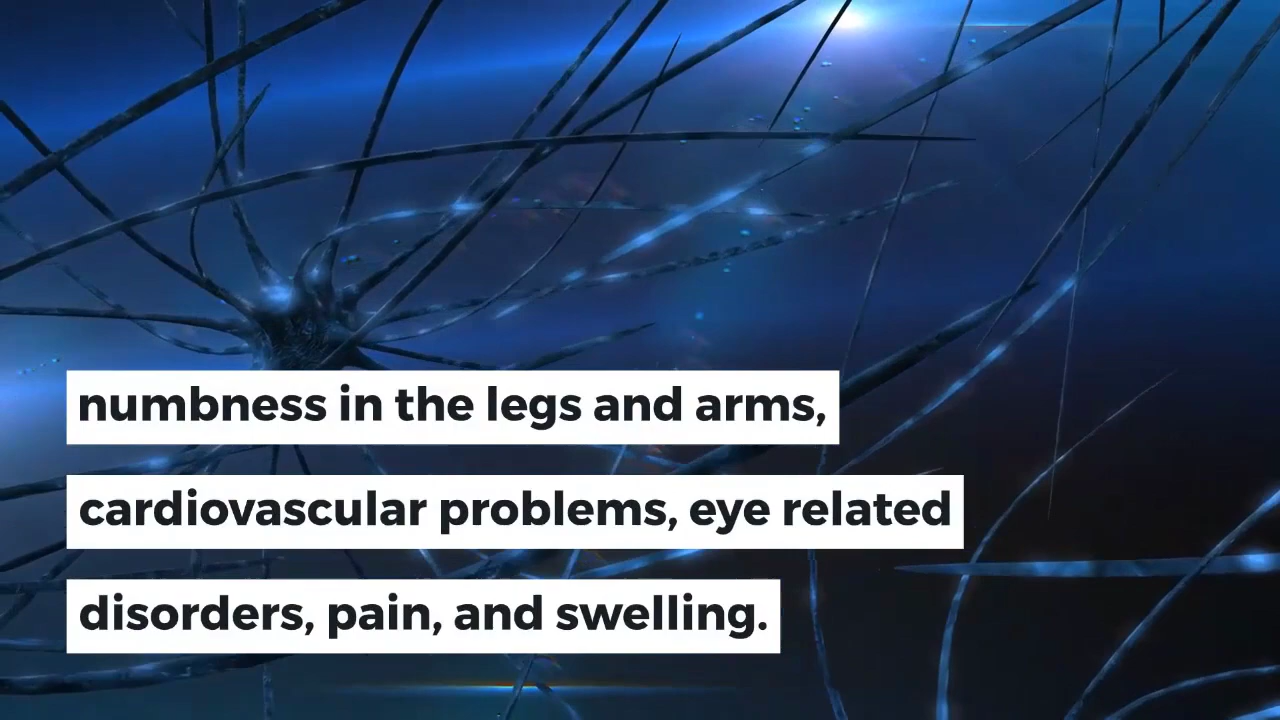 numbness in the legs and arms,
cardiovascular problems, eye related
disorders, pain, and swelling.